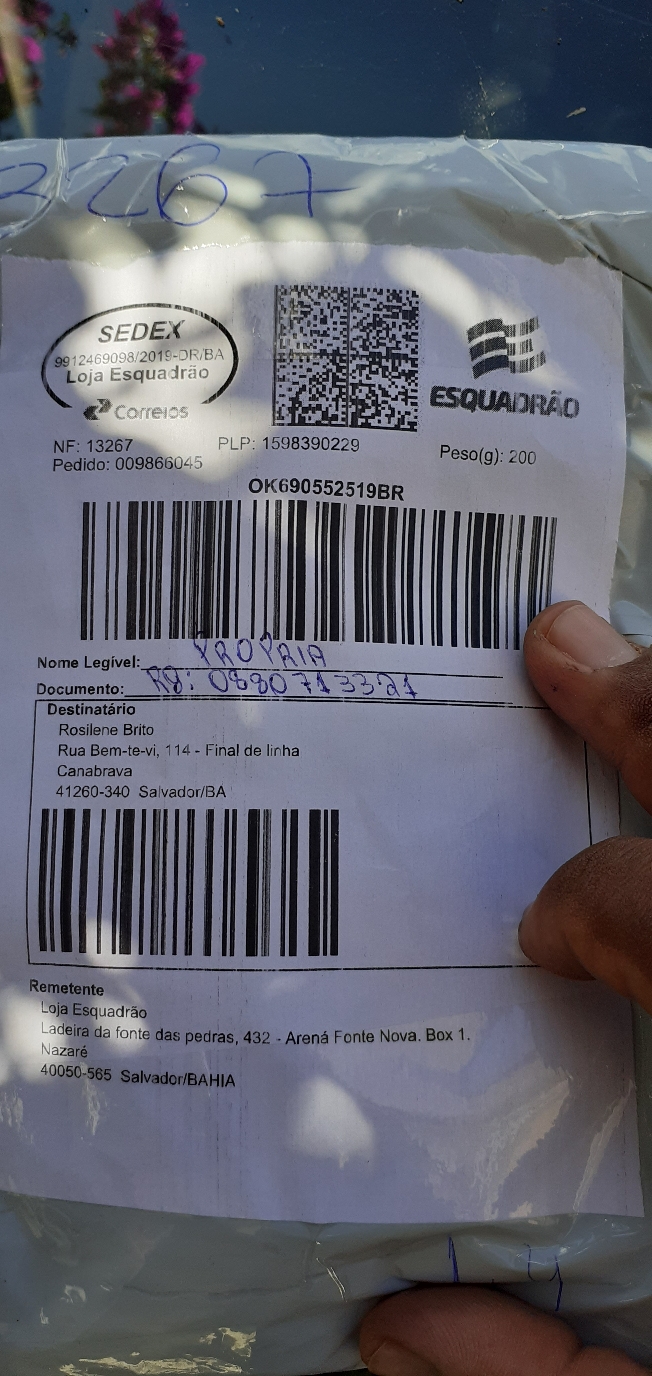 3267
SEDEX
9912469098/2019-DR/BA
Loja Esquadrão
Correios
ESQUADRÃO
NF: 13267 PLP: 1598390229 Peso(g): 200
Pedido: 009866045
OK690552519BR
Nome Legível: PROPRIA
Documento: Rg: 0880713321
Destinatário
Rosilene Brito
Rua Bem-te-vi, 114 - Final de linha
Canabrava
41260-340 Salvador/BA
Remetente
Loja Esquadrão
Ladeira da fonte das pedras, 432 - Arená Fonte Nova. Box 1.
Nazaré
40050-565 Salvador/BAHIA